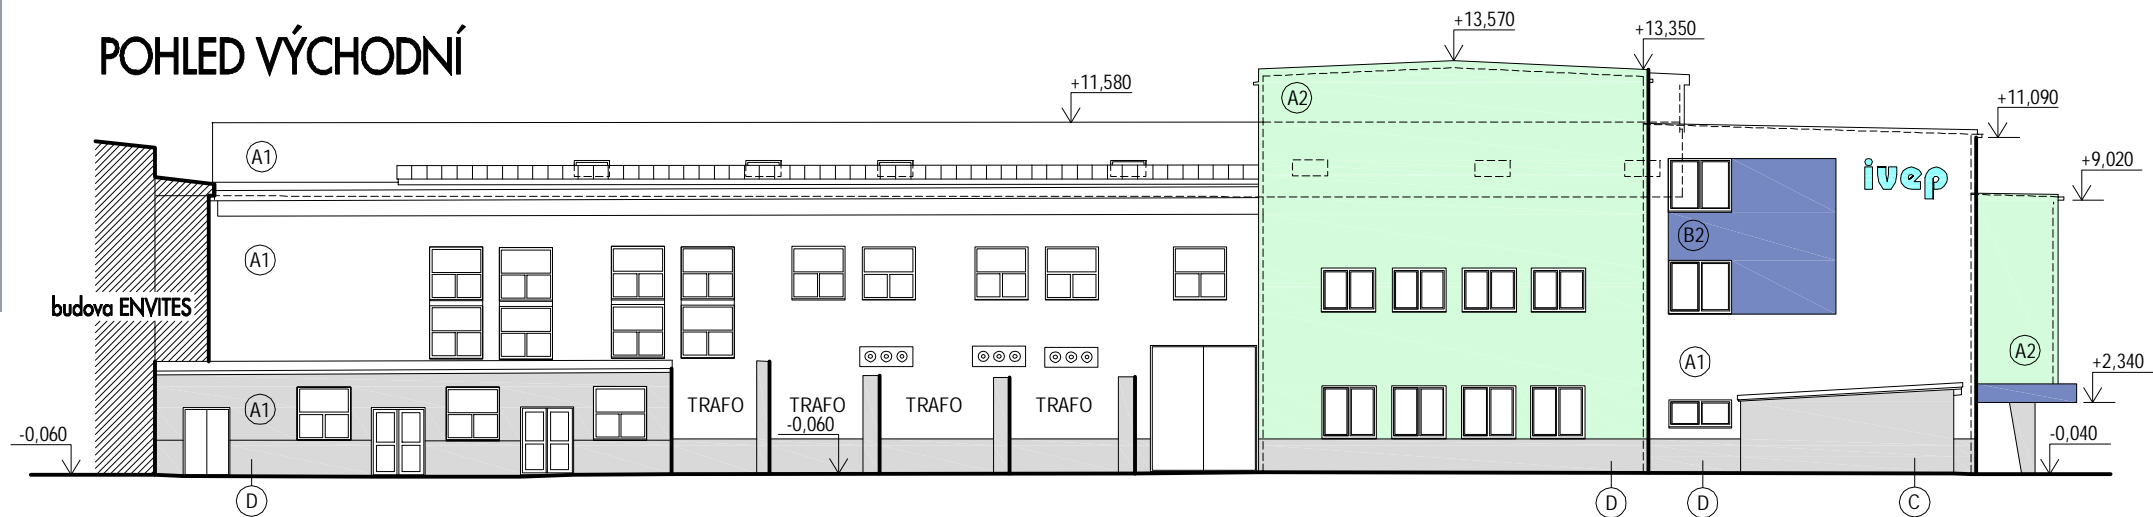 POHLED VÝCHODNÍ
+13,570
+13,350
+11,580
A2
+11,090
A1
+9,020
ivep
B2
A1
budova ENVITES
A2
A1
+2,340
A1
TRAFO
TRAFO
TRAFO
TRAFO
-0,060
-0,060
-0,040
D
D
D
C